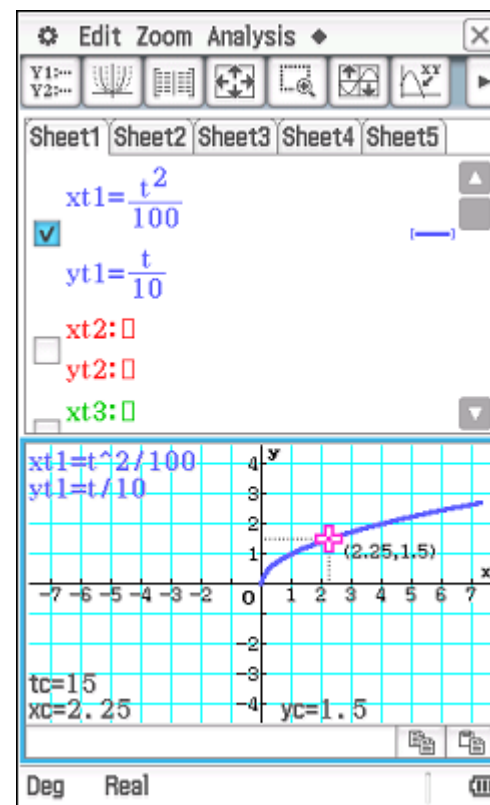 Edit Zoom Analysis ◆
Y1:···
Y2:···
XY
Sheet1 Sheet2 Sheet3 Sheet4 Sheet5
xt1=t^2/100
yt1=t/10
xt2:▯
yt2:▯
xt3:▯
xt1=t^2/100
yt1=t/10
y
4
3
2
1
(2.25,1.5)
x
-7 -6 -5 -4 -3 -2 0 1 2 3 4 5 6 7
-2
-3
-4
tc=15
xc=2.25 yc=1.5
Deg Real